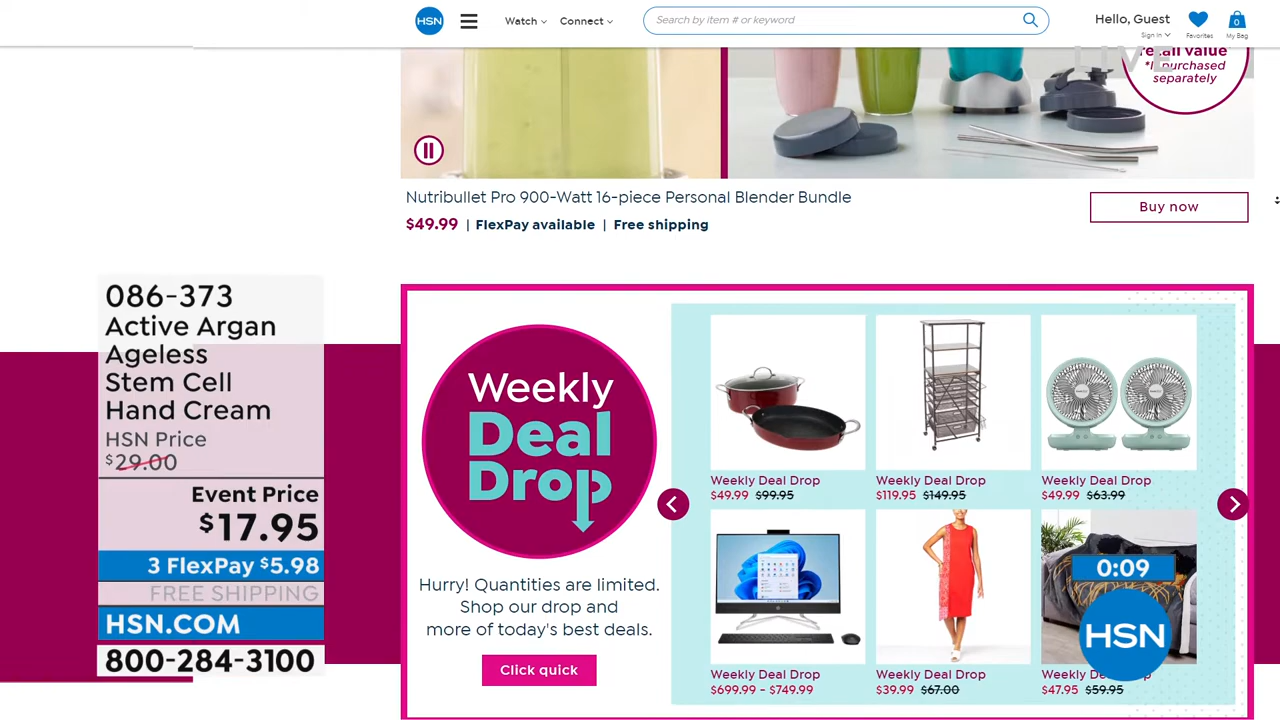 HSN
Watch
Connect
Search by item # or keyword
Hello, Guest
Sign in
Favorites
0
My Bag
LIVE
retail value
*If purchased
separately
Nutribullet Pro 900-Watt 16-piece Personal Blender Bundle
$49.99 | FlexPay available | Free shipping
Buy now
086-373
Active Argan
Ageless
Stem Cell
Hand Cream
HSN Price
$29.00
Event Price
$17.95
3 FlexPay $5.98
FREE SHIPPING
HSN.COM
800-284-3100
Weekly
Deal
Drop
Hurry! Quantities are limited.
Shop our drop and
more of today's best deals.
Click quick
Weekly Deal Drop
$49.99 $99.95
Weekly Deal Drop
$119.95 $149.95
Weekly Deal Drop
$49.99 $63.99
Weekly Deal Drop
$699.99 - $749.99
Weekly Deal Drop
$39.99 $67.00
Weekly Deal Drop
$47.95 $59.95
0:09
HSN